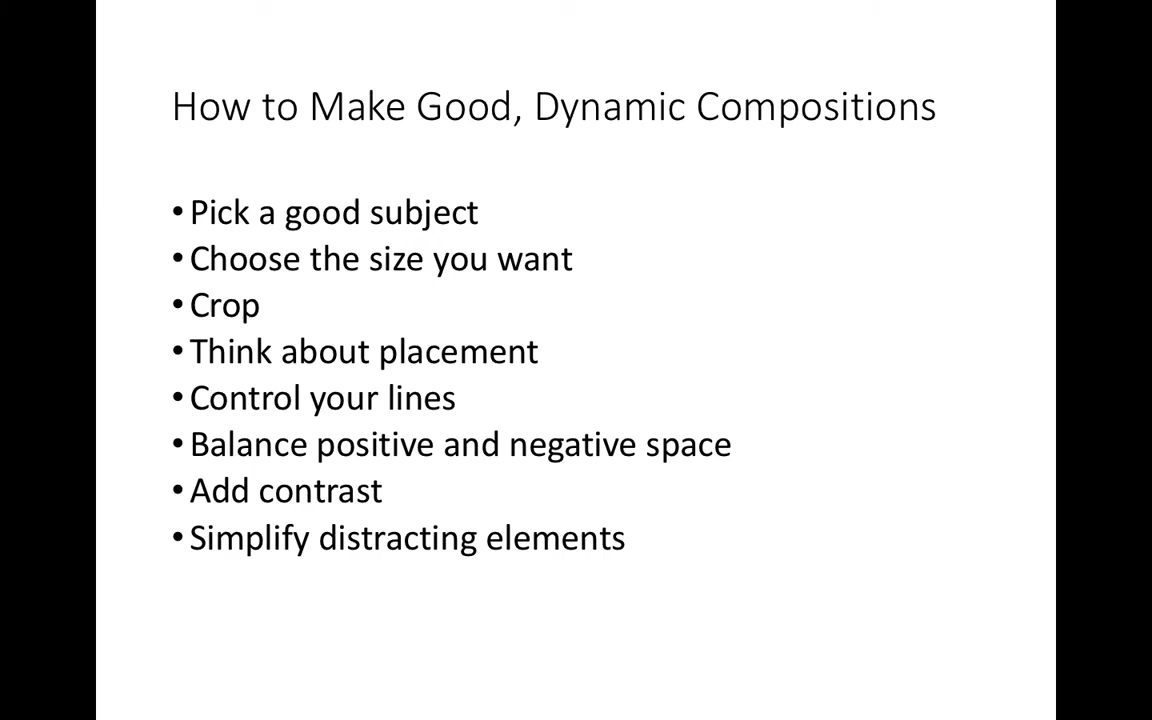 How to Make Good, Dynamic Compositions
• Pick a good subject
• Choose the size you want
• Crop
• Think about placement
• Control your lines
• Balance positive and negative space
• Add contrast
• Simplify distracting elements